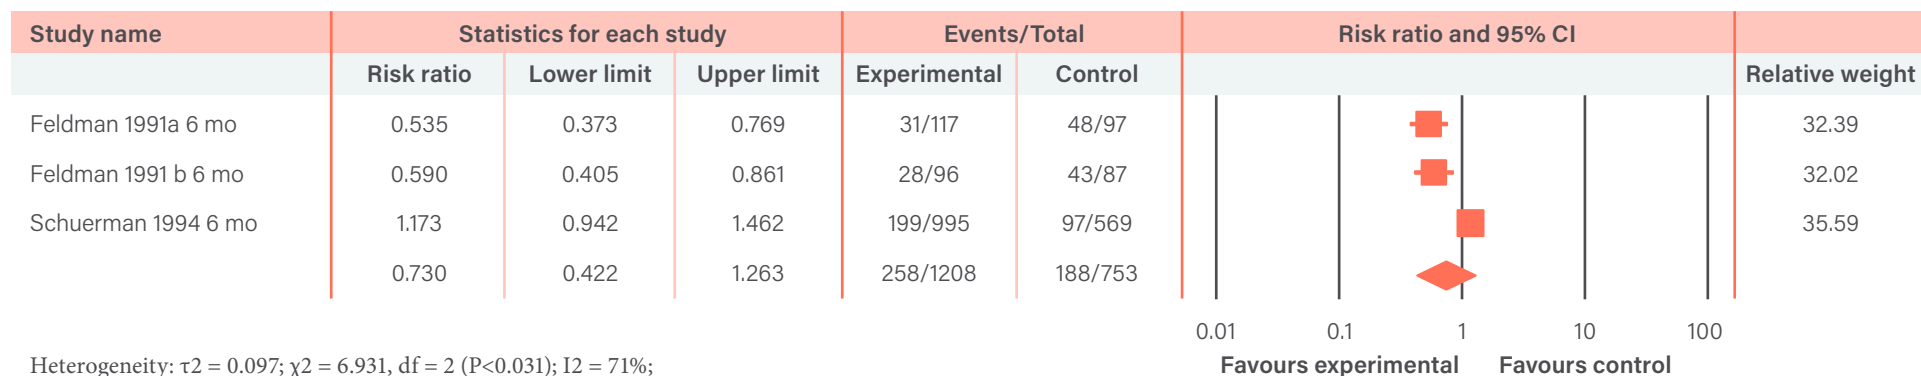 Study name Statistics for each study Events/Total Risk ratio and 95% CI
Risk ratio Lower limit Upper limit Experimental Control Relative weight
Feldman 1991a 6 mo 0.535 0.373 0.769 31/117 48/97 32.39
Feldman 1991 b 6 mo 0.590 0.405 0.861 28/96 43/87 32.02
Schuerman 1994 6 mo 1.173 0.942 1.462 199/995 97/569 35.59
0.730 0.422 1.263 258/1208 188/753
0.01 0.1 1 10 100
Favours experimental Favours control
Heterogeneity: τ2 = 0.097; χ2 = 6.931, df = 2 (P<0.031); I2 = 71%;